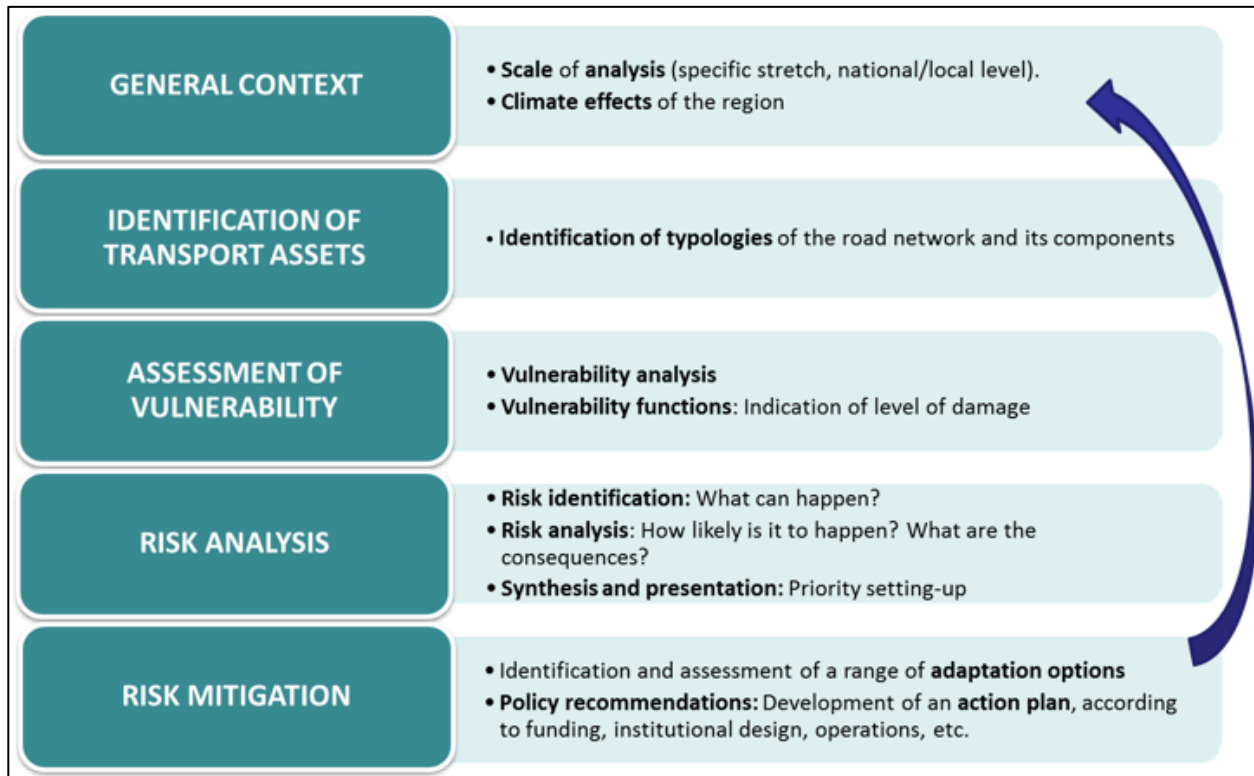 GENERAL CONTEXT
• Scale of analysis (specific stretch, national/local level).
• Climate effects of the region
IDENTIFICATION OF
TRANSPORT ASSETS
• Identification of typologies of the road network and its components
ASSESSMENT OF
VULNERABILITY
• Vulnerability analysis
• Vulnerability functions: Indication of level of damage
RISK ANALYSIS
• Risk identification: What can happen?
• Risk analysis: How likely is it to happen? What are the
consequences?
• Synthesis and presentation: Priority setting-up
RISK MITIGATION
• Identification and assessment of a range of adaptation options
• Policy recommendations: Development of an action plan, according
to funding, institutional design, operations, etc.